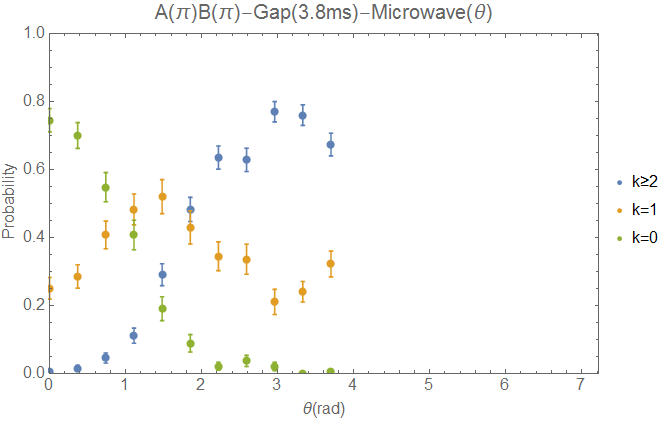 A(π)B(π)−Gap(3.8ms)−Microwave(θ)
1.0
0.8
0.6
0.4
0.2
0.0
Probability
0 1 2 3 4 5 6 7
θ(rad)
k≥2
k=1
k=0